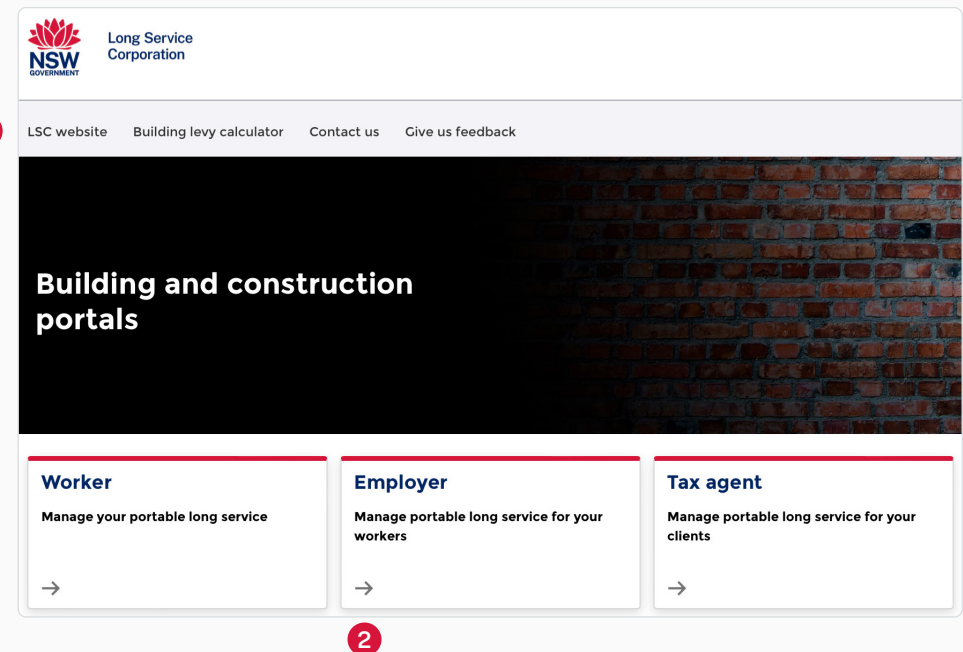 NSW
GOVERNMENT
Long Service
Corporation
LSC website Building levy calculator Contact us Give us feedback
Building and construction
portals
Worker
Manage your portable long service
Employer
Manage portable long service for your
workers
Tax agent
Manage portable long service for your
clients
2